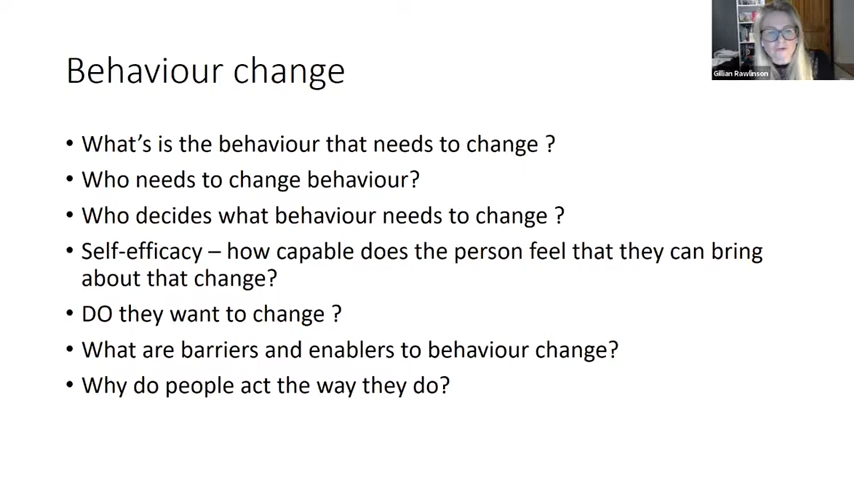 Behaviour change
• What's is the behaviour that needs to change ?
• Who needs to change behaviour?
• Who decides what behaviour needs to change ?
• Self-efficacy – how capable does the person feel that they can bring
about that change?
• DO they want to change ?
• What are barriers and enablers to behaviour change?
• Why do people act the way they do?
Gillian Rawlinson